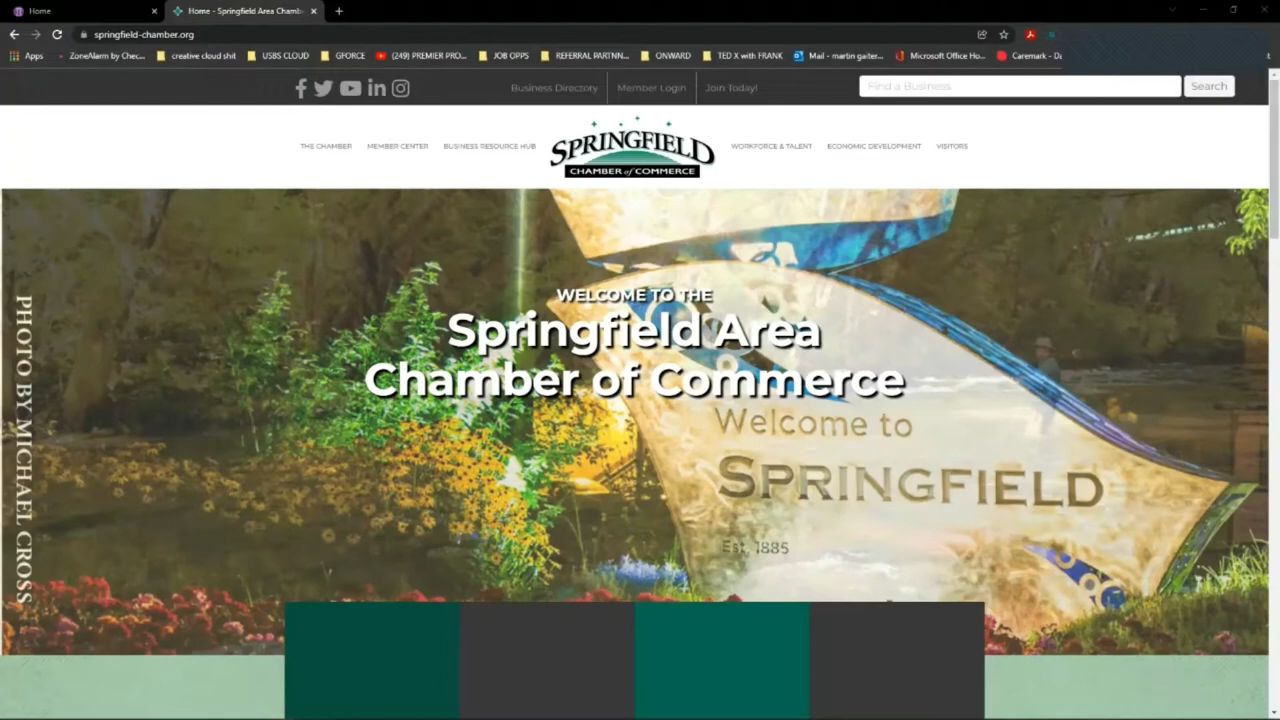 Home
Home - Springfield Area Chamb
springfield-chamber.org
Apps
ZoneAlarm by Chec...
creative cloud shit
USBS CLOUD
GFORCE
(249) PREMIER PRO...
JOB OPPS
REFERRAL PARTNN...
ONWARD
TED X with FRANK
Mail - martin gaiter...
Microsoft Office Ho...
Caremark - Da
Business Directory
Member Login
Join Today!
Find a Business
Search
THE CHAMBER
MEMBER CENTER
BUSINESS RESOURCE HUB
SPRINGFIELD
CHAMBER of COMMERCE
WORKFORCE & TALENT
ECONOMIC DEVELOPMENT
VISITORS
WELCOME TO THE
Springfield Area
Chamber of Commerce
Welcome to
SPRINGFIELD
Est. 1885
PHOTO BY MICHAEL CROSS